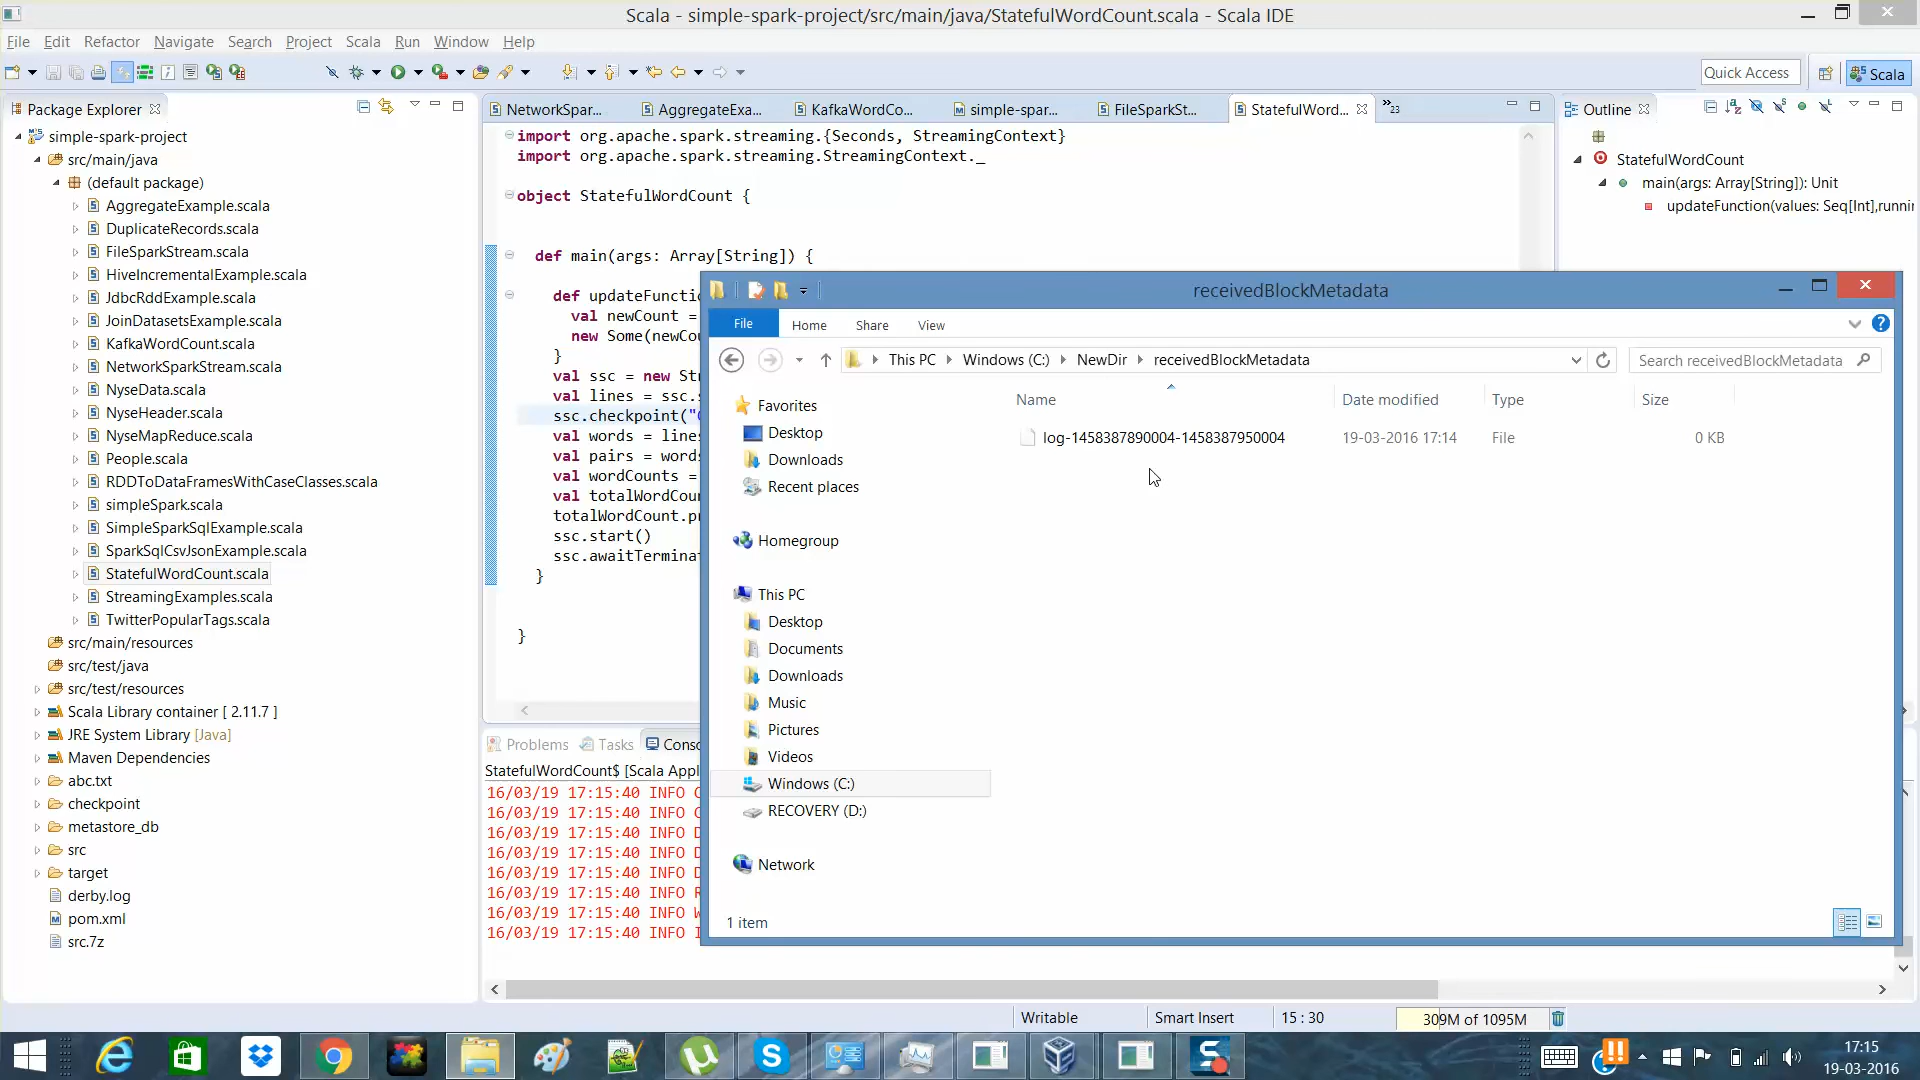 Scala - simple-spark-project/src/main/java/StatefulWordCount.scala - Scala IDE
File Edit Refactor Navigate Search Project Scala Run Window Help
Quick Access
Scala
Package Explorer
simple-spark-project
src/main/java
(default package)
AggregateExample.scala
DuplicateRecords.scala
FileSparkStream.scala
HiveIncrementalExample.scala
JdbcRddExample.scala
JoinDatasetsExample.scala
KafkaWordCount.scala
NetworkSparkStream.scala
NyseData.scala
NyseHeader.scala
NyseMapReduce.scala
People.scala
RDDToDataFramesWithCaseClasses.scala
simpleSpark.scala
SimpleSparkSqlExample.scala
SparkSqlCsvJsonExample.scala
StatefulWordCount.scala
StreamingExamples.scala
TwitterPopularTags.scala
src/main/resources
src/test/java
src/test/resources
Scala Library container [ 2.11.7 ]
JRE System Library [Java]
Maven Dependencies
abc.txt
checkpoint
metastore_db
src
target
derby.log
pom.xml
src.7z
NetworkSpar... AggregateExa... KafkaWordCo... simple-spar... FileSparkSt... StatefulWord... »23
import org.apache.spark.streaming.{Seconds, StreamingContext}
import org.apache.spark.streaming.StreamingContext._
object StatefulWordCount {
def main(args: Array[String]) {
def updateFuncti
val newCount =
new Some(newCou
}
val ssc = new Str
val lines = ssc.s
ssc.checkpoint("
val words = lines
val pairs = words
val wordCounts =
val totalWordCoun
totalWordCount.pr
ssc.start()
ssc.awaitTerminat
}
}
Outline
StatefulWordCount
main(args: Array[String]): Unit
updateFunction(values: Seq[Int],runnin
Problems Tasks Conso
StatefulWordCount$ [Scala Appl
16/03/19 17:15:40 INFO
16/03/19 17:15:40 INFO
16/03/19 17:15:40 INFO
16/03/19 17:15:40 INFO
16/03/19 17:15:40 INFO
16/03/19 17:15:40 INFO
16/03/19 17:15:40 INFO
16/03/19 17:15:40 INFO
receivedBlockMetadata
File Home Share View
This PC Windows (C:) NewDir receivedBlockMetadata
Search receivedBlockMetadata
Name Date modified Type Size
log-1458387890004-1458387950004 19-03-2016 17:14 File 0 KB
Favorites
Desktop
Downloads
Recent places
Homegroup
This PC
Desktop
Documents
Downloads
Music
Pictures
Videos
Windows (C:)
RECOVERY (D:)
Network
1 item
Writable Smart Insert 15 : 30 309M of 1095M
17:15
19-03-2016